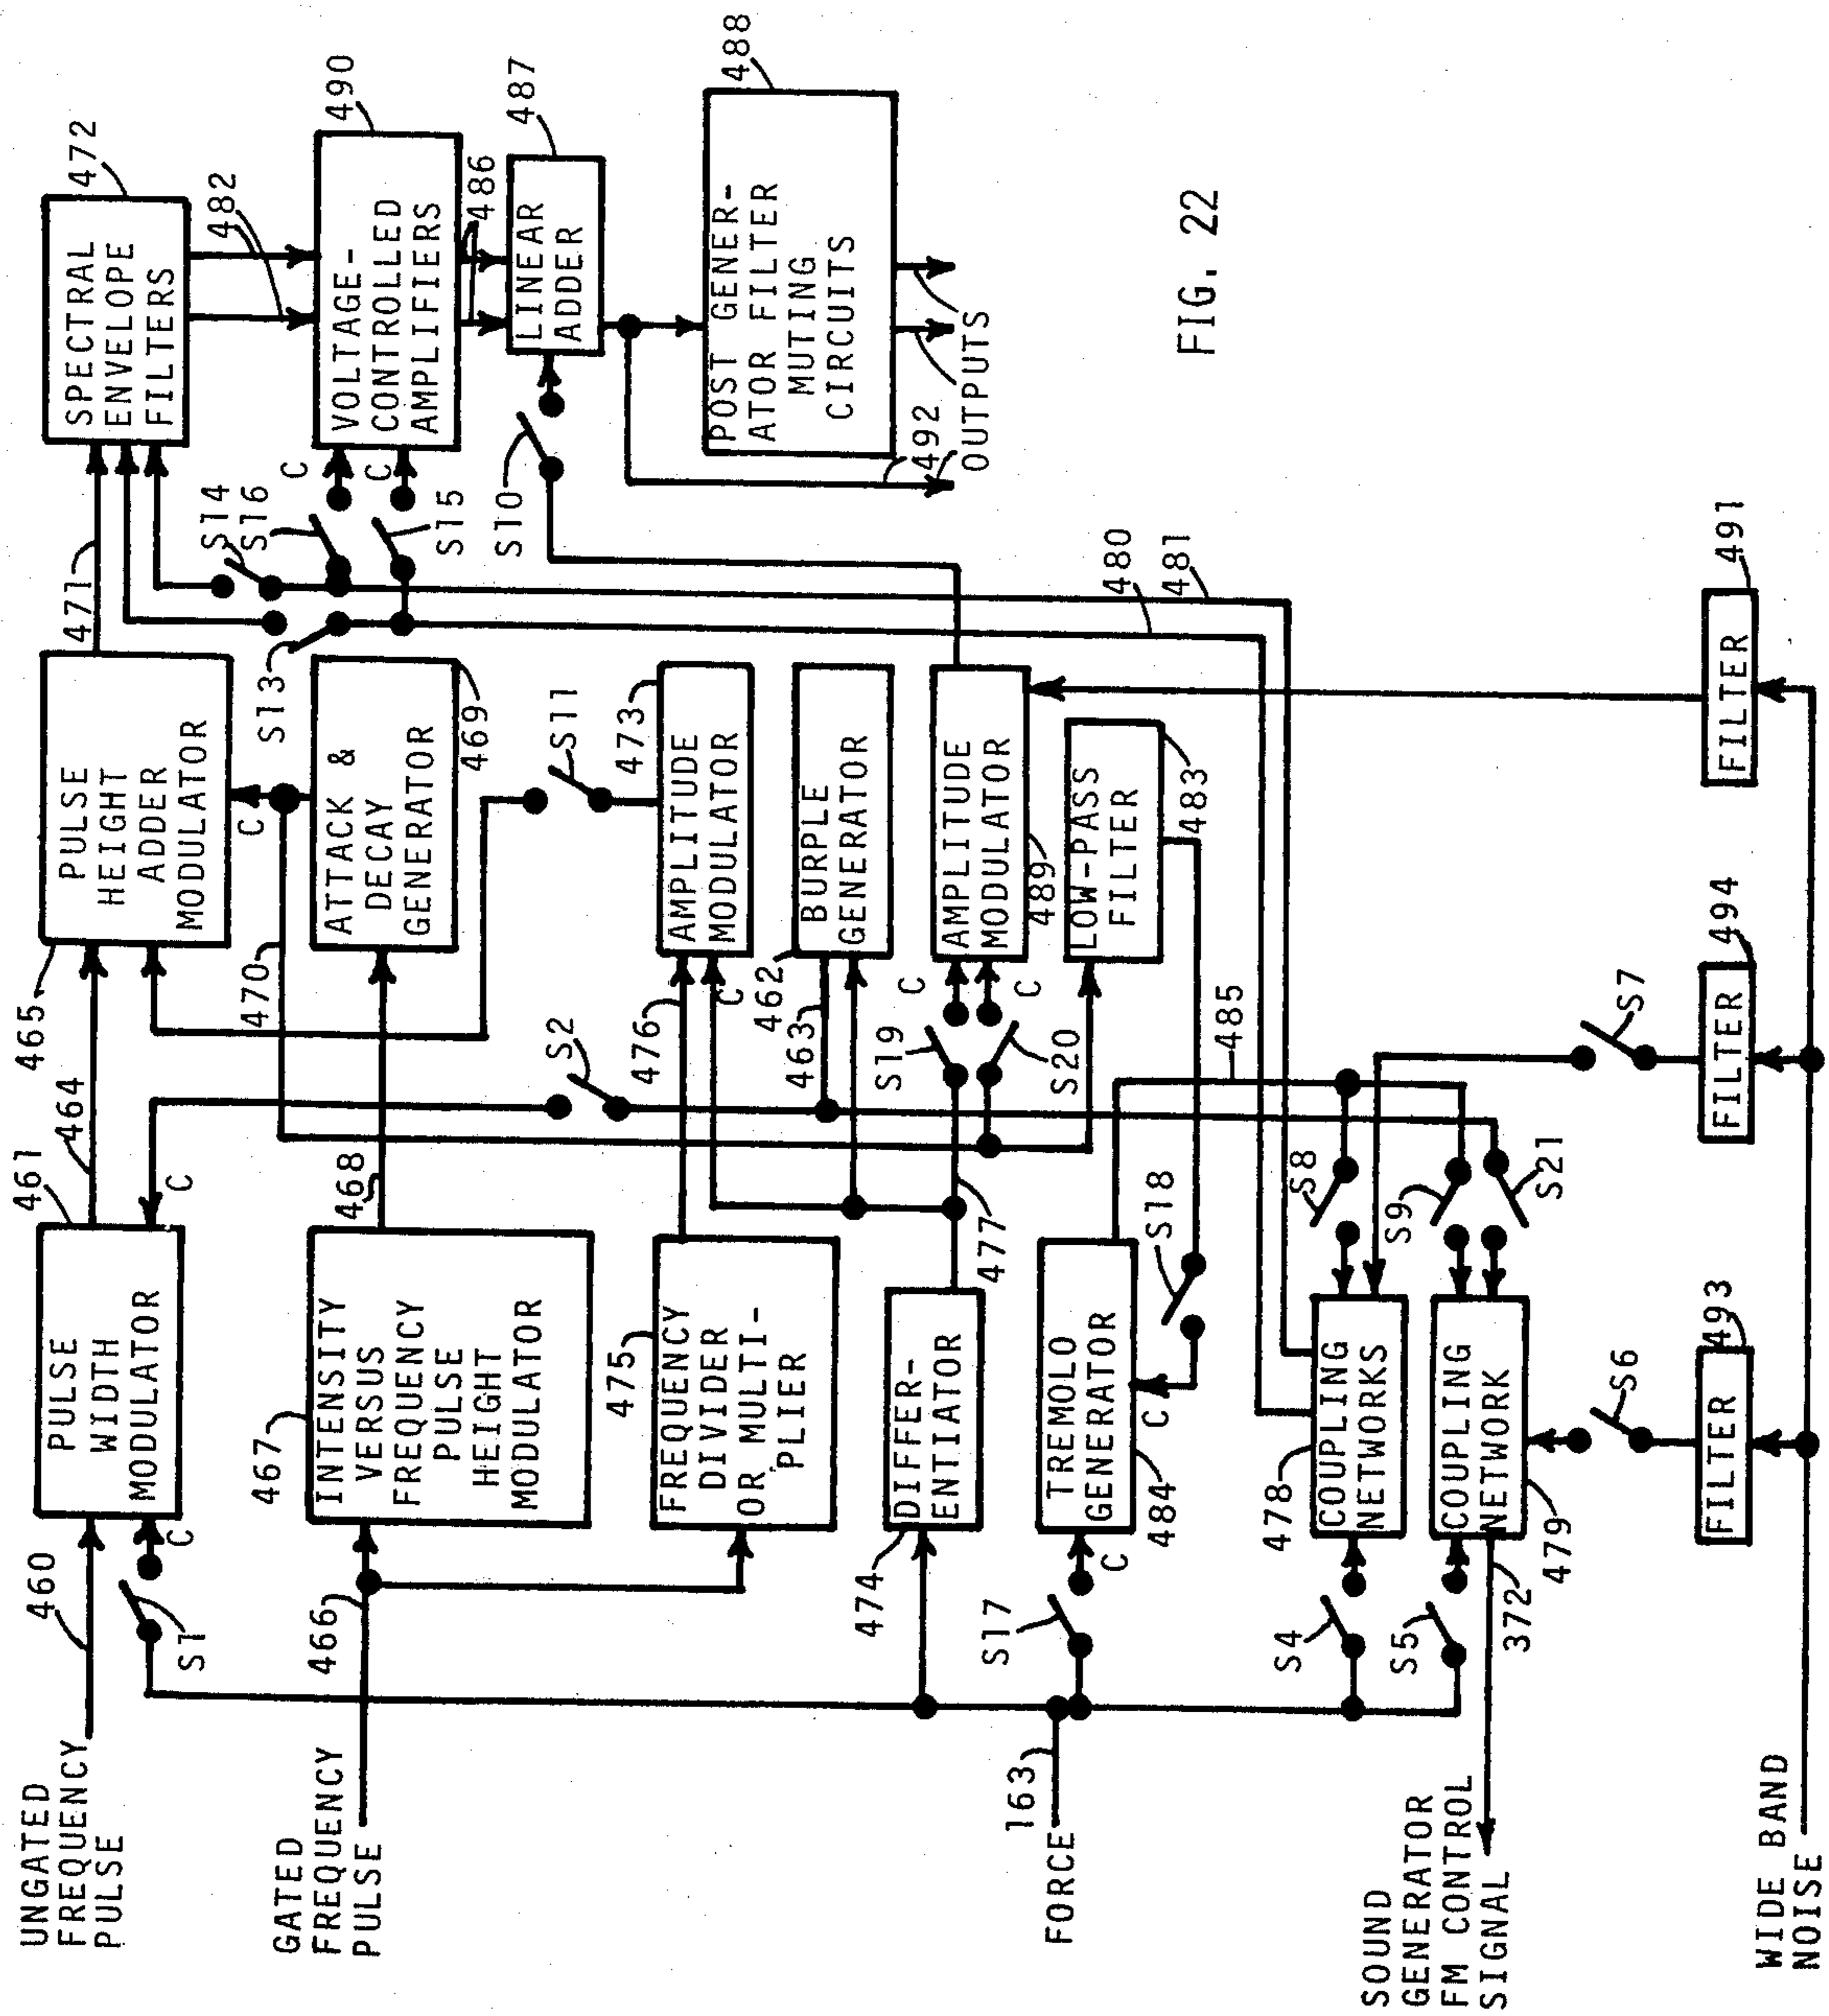 UNGATED
FREQUENCY
PULSE
460
S1
C
PULSE
WIDTH
MODULATOR
461
C
464
465
PULSE
HEIGHT
ADDER
MODULATOR
C
471
SPECTRAL
ENVELOPE
FILTERS
472
482
GATED
FREQUENCY
PULSE
466
467
INTENSITY
VERSUS
FREQUENCY
PULSE
HEIGHT
MODULATOR
468
470
ATTACK &
DECAY
GENERATOR
469
S13
S14
S16
C
C
S15
VOLTAGE-
CONTROLLED
AMPLIFIERS
490
486
475
FREQUENCY
DIVIDER
OR MULTI-
PLIER
S2
476
C
AMPLITUDE
MODULATOR
473
S11
S10
LINEAR
ADDER
487
462
463
BURPLE
GENERATOR
POST GENER-
ATOR FILTER
MUTING
CIRCUITS
488
492
OUTPUTS
474
DIFFER-
ENTIATOR
477
S19
C
S20
C
AMPLITUDE
MODULATOR
489
163
FORCE
S17
C
TREMOLO
GENERATOR
484
C
S18
LOW-PASS
FILTER
483
485
480
481
S4
478
COUPLING
NETWORKS
S8
S5
COUPLING
NETWORK
479
372
S9
S21
SOUND
GENERATOR
FM CONTROL
SIGNAL
S6
S7
FILTER
493
FILTER
494
FILTER
491
WIDE BAND
NOISE
FIG. 22